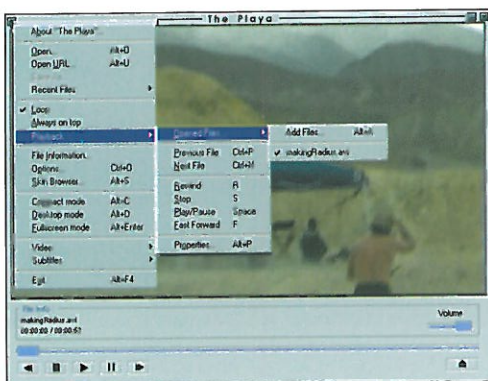 The Playa
About "The Playa"...
Open... Alt+O
Open URL... Alt+U
Save as
Recent Files
Loop
Always on top
Playback
File Information...
Options... Ctrl+O
Skin Browser... Alt+S
Compact mode Alt+C
Desktop mode Alt+D
Fullscreen mode Alt+Enter
Video
Subtitles
Exit Alt+F4
Opened Files
Previous File Ctrl+P
Next File Ctrl+N
Rewind R
Stop S
Play/Pause Space
Fast Forward F
Properties... Alt+P
Add Files... Alt+A
makingRadius.avi
File Info
makingRadius.avi
00:00:00 / 00:00:52
Volume